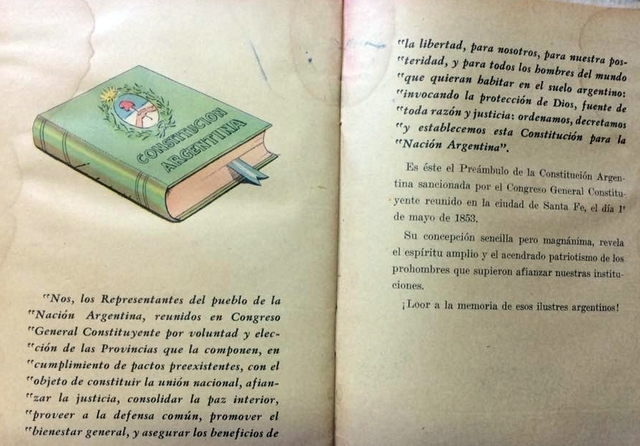 CONSTITUCION
ARGENTINA
"Nos, los Representantes del pueblo de la
"Nación Argentina, reunidos en Congreso
"General Constituyente por voluntad y elec-
"ción de las Provincias que la componen, en
"cumplimiento de pactos preexistentes, con el
"objeto de constituir la unión nacional, afian-
"zar la justicia, consolidar la paz interior,
"proveer a la defensa común, promover el
"bienestar general, y asegurar los beneficios de
"la libertad, para nosotros, para nuestra pos-
"teridad, y para todos los hombres del mundo
"que quieran habitar en el suelo argentino:
"invocando la protección de Dios, fuente de
"toda razón y justicia: ordenamos, decretamos
"y establecemos esta Constitución para la
"Nación Argentina".
Es éste el Preámbulo de la Constitución Argen-
tina sancionada por el Congreso General Constitu-
yente reunido en la ciudad de Santa Fe, el día 1º
de mayo de 1853.
Su concepción sencilla pero magnánima, revela
el espíritu amplio y el acendrado patriotismo de los
prohombres que supieron afianzar nuestras institu-
ciones.
¡Loor a la memoria de esos ilustres argentinos!